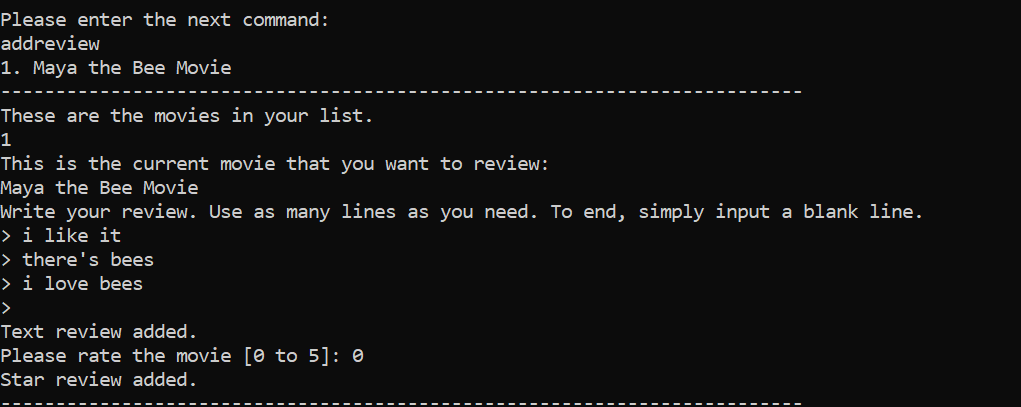 Please enter the next command:
addreview
1. Maya the Bee Movie
-------------------------------------------------------------------------
These are the movies in your list.
1
This is the current movie that you want to review:
Maya the Bee Movie
Write your review. Use as many lines as you need. To end, simply input a blank line.
> i like it
> there's bees
> i love bees
>
Text review added.
Please rate the movie [0 to 5]: 0
Star review added.
-------------------------------------------------------------------------